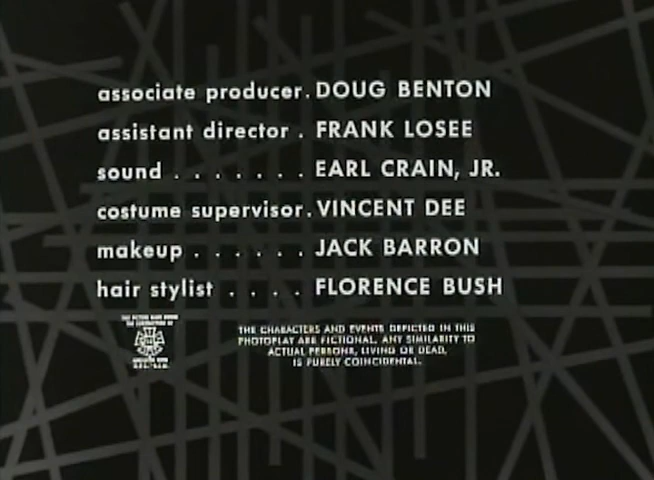 associate producer. DOUG BENTON
assistant director . FRANK LOSEE
sound . . . . . . . EARL CRAIN, JR.
costume supervisor. VINCENT DEE
makeup . . . . . . JACK BARRON
hair stylist . . . . FLORENCE BUSH
THE CHARACTERS AND EVENTS DEPICTED IN THIS
PHOTOPLAY ARE FICTIONAL. ANY SIMILARITY TO
ACTUAL PERSONS, LIVING OR DEAD,
IS PURELY COINCIDENTAL.